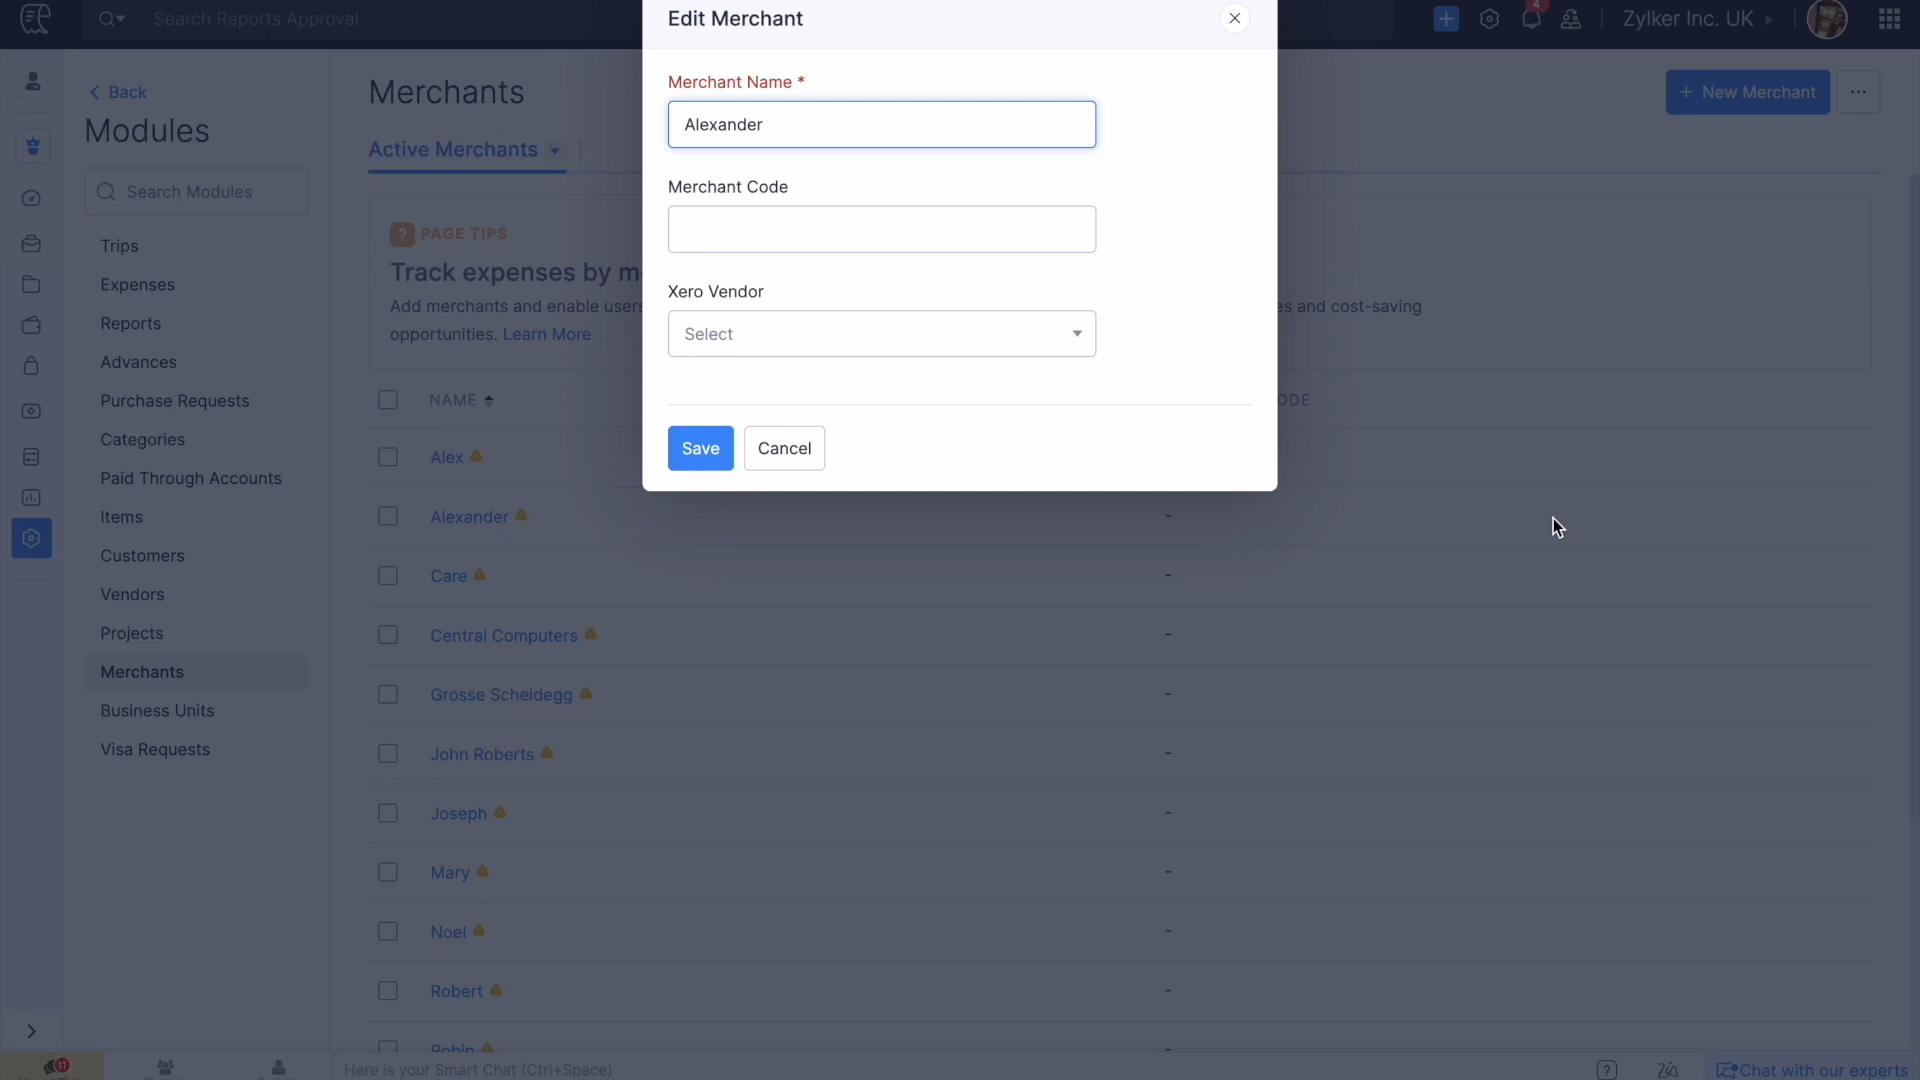 Search Reports Approval
4
Zylker Inc. UK
Edit Merchant
Merchant Name *
Alexander
Merchant Code
Xero Vendor
Select
Save
Cancel
Back
Modules
Search Modules
Trips
Expenses
Reports
Advances
Purchase Requests
Categories
Paid Through Accounts
Items
Customers
Vendors
Projects
Merchants
Business Units
Visa Requests
Merchants
+ New Merchant
Active Merchants
? PAGE TIPS
Track expenses by m
Add merchants and enable users
es and cost-saving
opportunities. Learn More
NAME
ODE
Alex
Alexander -
Care -
Central Computers -
Grosse Scheidegg -
John Roberts -
Joseph -
Mary -
Noel -
Robert -
Robin -
11
Here is your Smart Chat (Ctrl+Space)
?
Chat with our experts